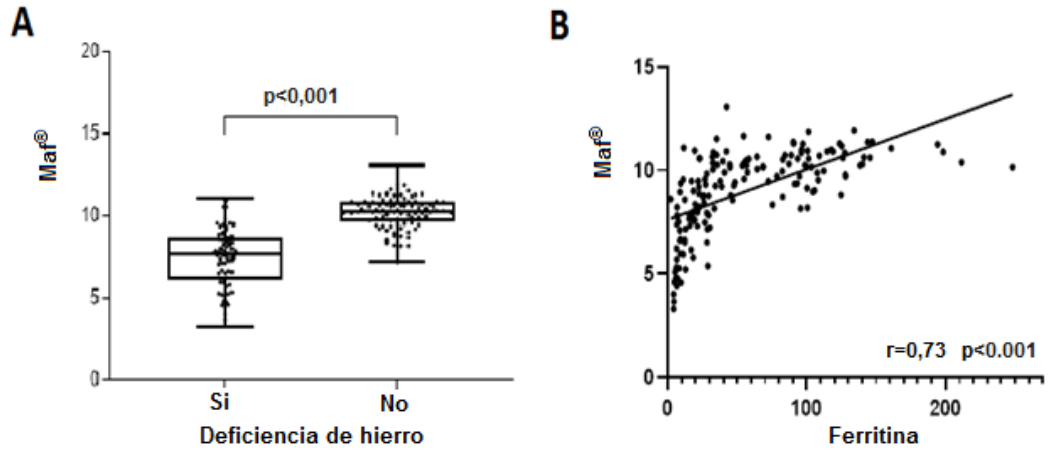 A
20
15
10
5
0
Maf®
p<0,001
Si No
Deficiencia de hierro
B
15
10
5
0
Maf®
r=0,73 p<0.001
0 100 200
Ferritina